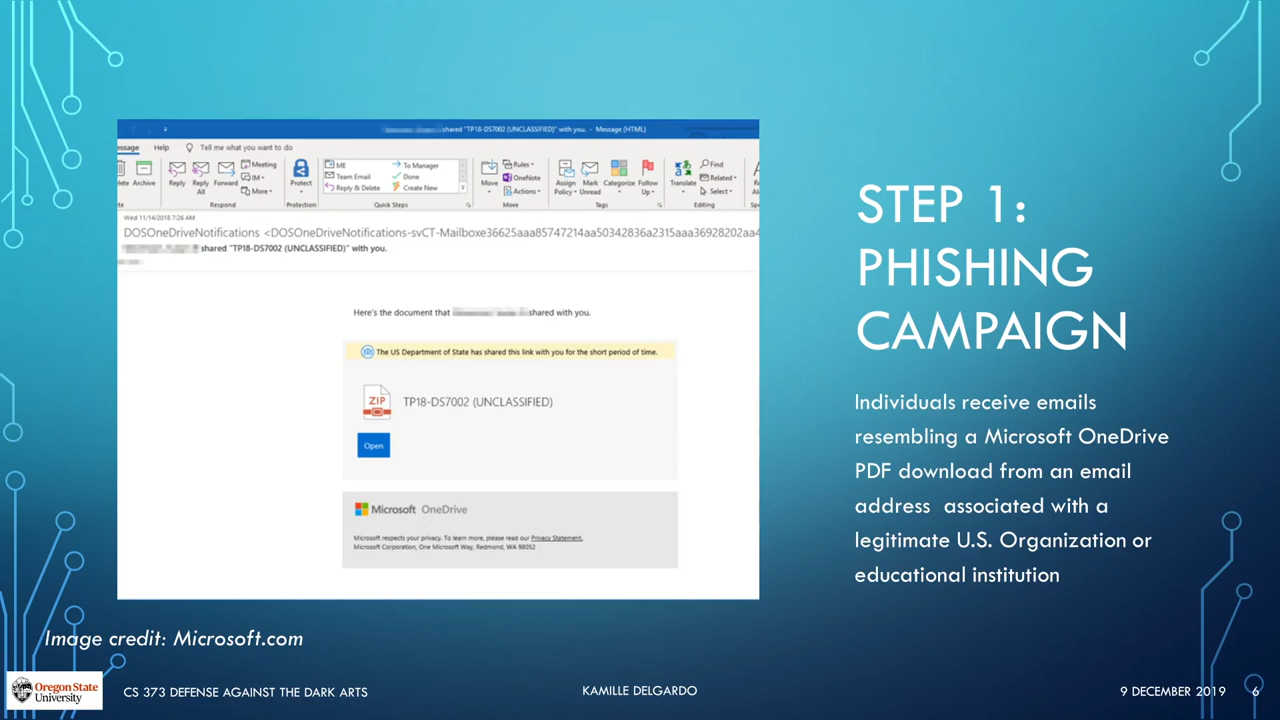 shared "TP18-DS7002 (UNCLASSIFIED)" with you. - Message (HTML)
Help
Tell me what you want to do
Archive
Reply
Reply All
Forward
Meeting
IM
More
Respond
Protect
Protection
ME
Team Email
Reply & Delete
To Manager
Done
Create New
Quick Steps
Move
Rules
OneNote
Actions
Move
Assign Policy
Mark Unread
Categorize
Follow Up
Tags
Translate
Find
Related
Select
Editing
Wed 11/14/2018 7:26 AM
DOSOneDriveNotifications <DOSOneDriveNotifications-svCT-Mailboxe36625aaa85747214aa50342836a2315aaa36928202aa4
shared "TP18-DS7002 (UNCLASSIFIED)" with you.
Here's the document that shared with you.
The US Department of State has shared this link with you for the short period of time.
ZIP
TP18-DS7002 (UNCLASSIFIED)
Open
Microsoft OneDrive
Microsoft respects your privacy. To learn more, please read our Privacy Statement.
Microsoft Corporation, One Microsoft Way, Redmond, WA 98052
STEP 1:
PHISHING
CAMPAIGN
Individuals receive emails
resembling a Microsoft OneDrive
PDF download from an email
address associated with a
legitimate U.S. Organization or
educational institution
Image credit: Microsoft.com
Oregon State
University
CS 373 DEFENSE AGAINST THE DARK ARTS
KAMILLE DELGARDO
9 DECEMBER 2019
6